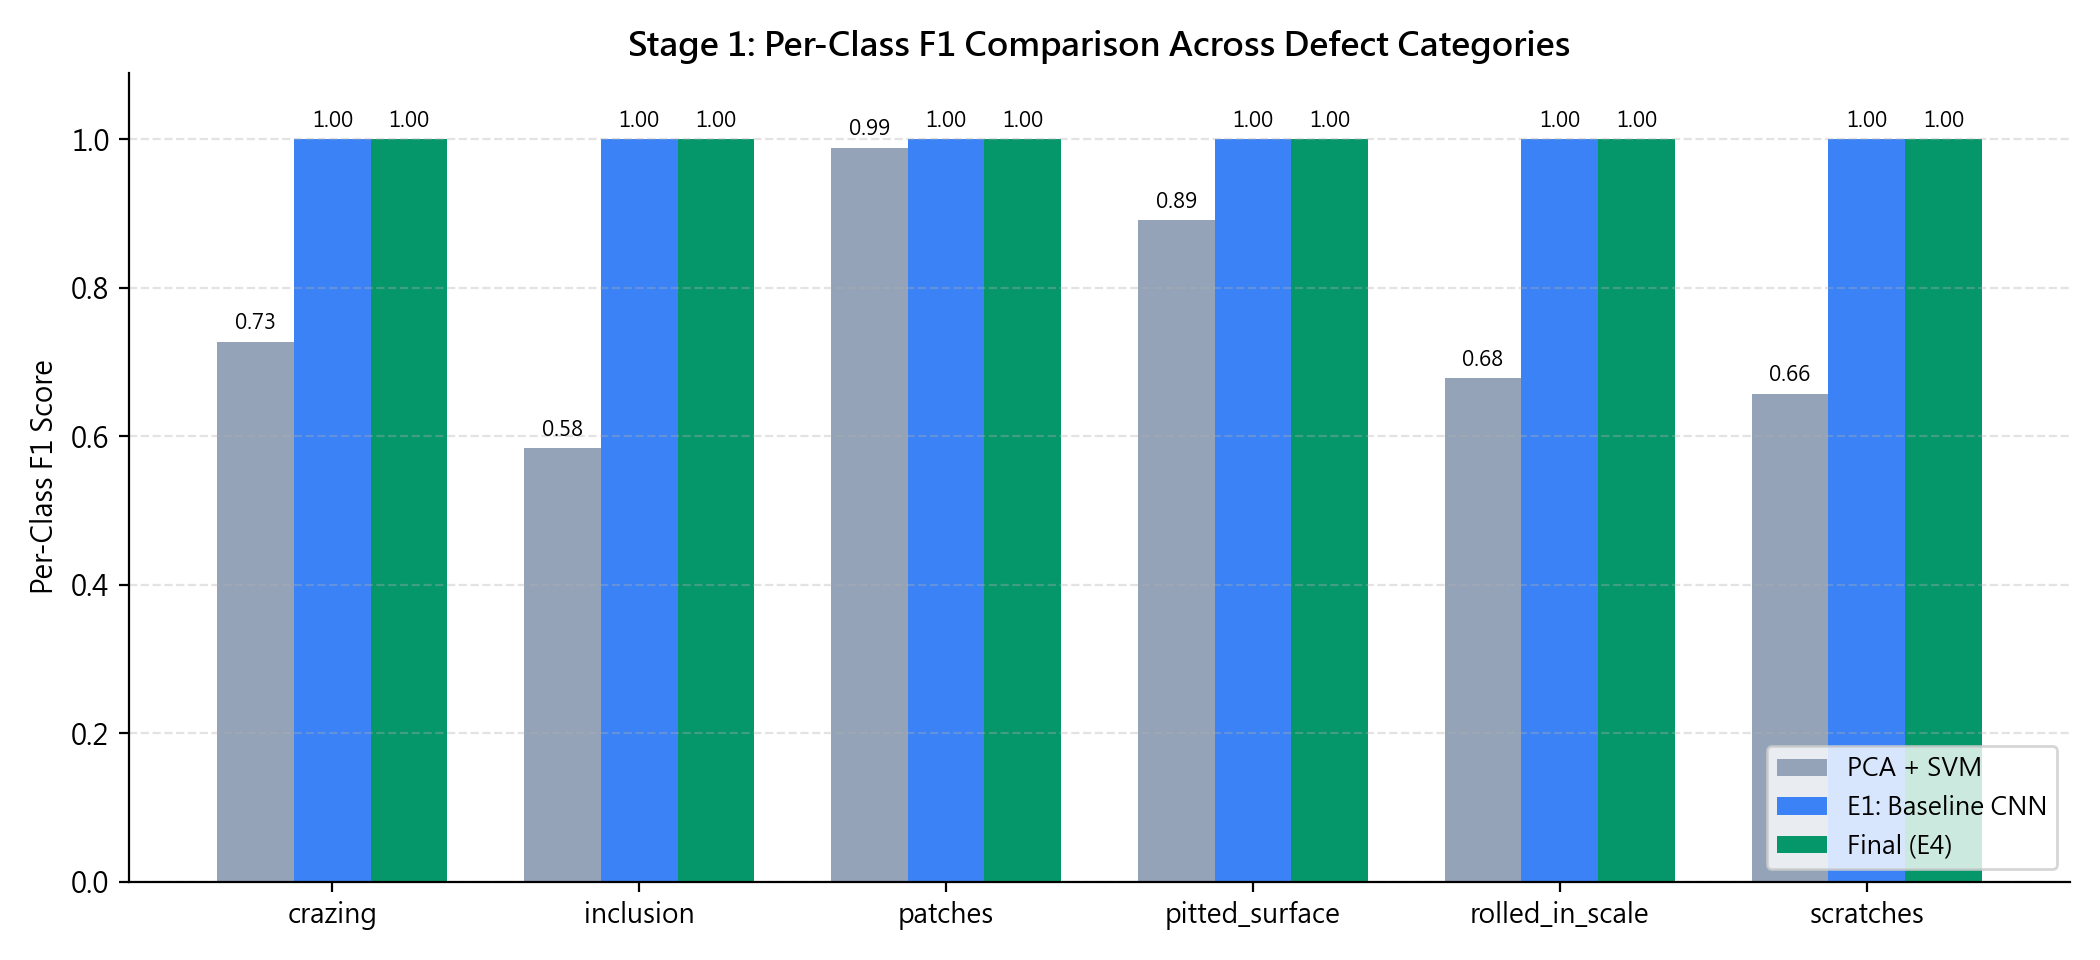 Stage 1: Per-Class F1 Comparison Across Defect Categories
Per-Class F1 Score
1.0
0.8
0.6
0.4
0.2
0.0
0.73 1.00 1.00
0.58 1.00 1.00
0.99 1.00 1.00
0.89 1.00 1.00
0.68 1.00 1.00
0.66 1.00 1.00
crazing inclusion patches pitted_surface rolled_in_scale scratches
PCA + SVM
E1: Baseline CNN
Final (E4)